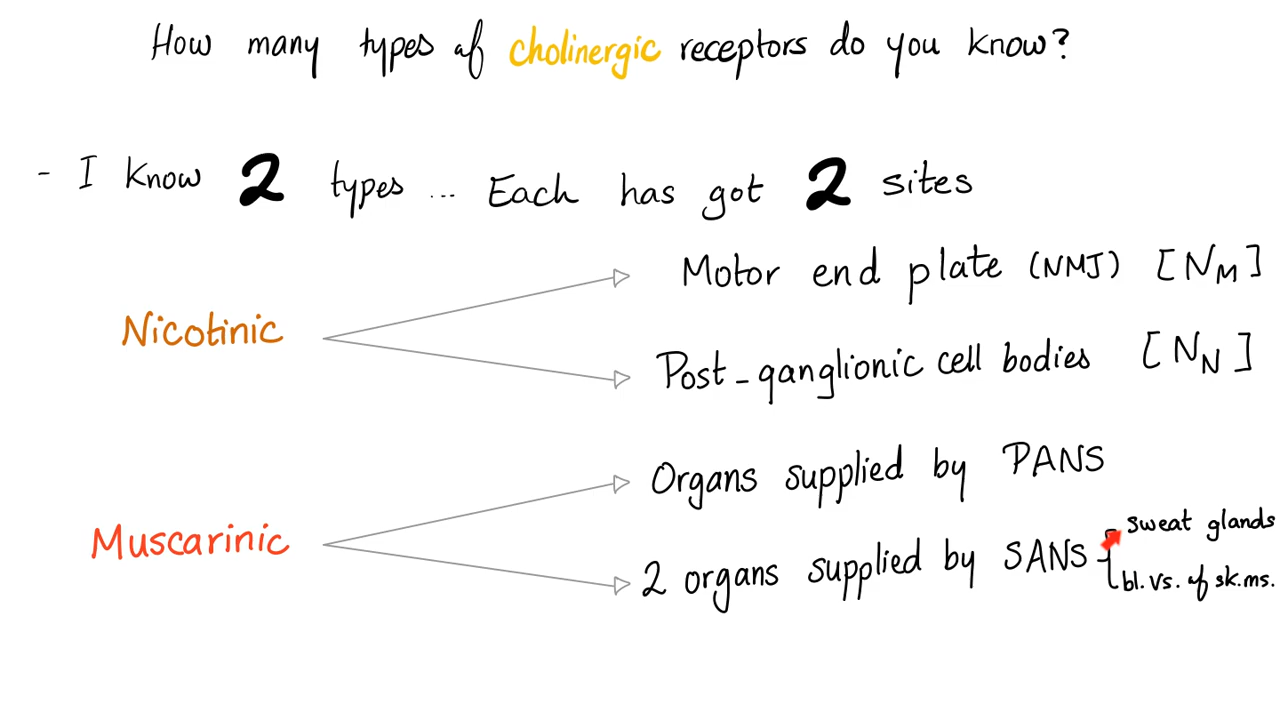 How many types of cholinergic receptors do you know?
- I know 2 types ... Each has got 2 sites
Nicotinic
Motor end plate (NMJ) [NM]
Post-ganglionic cell bodies [NN]
Muscarinic
Organs supplied by PANS
2 organs supplied by SANS
sweat glands
bl. vs. of sk. ms.